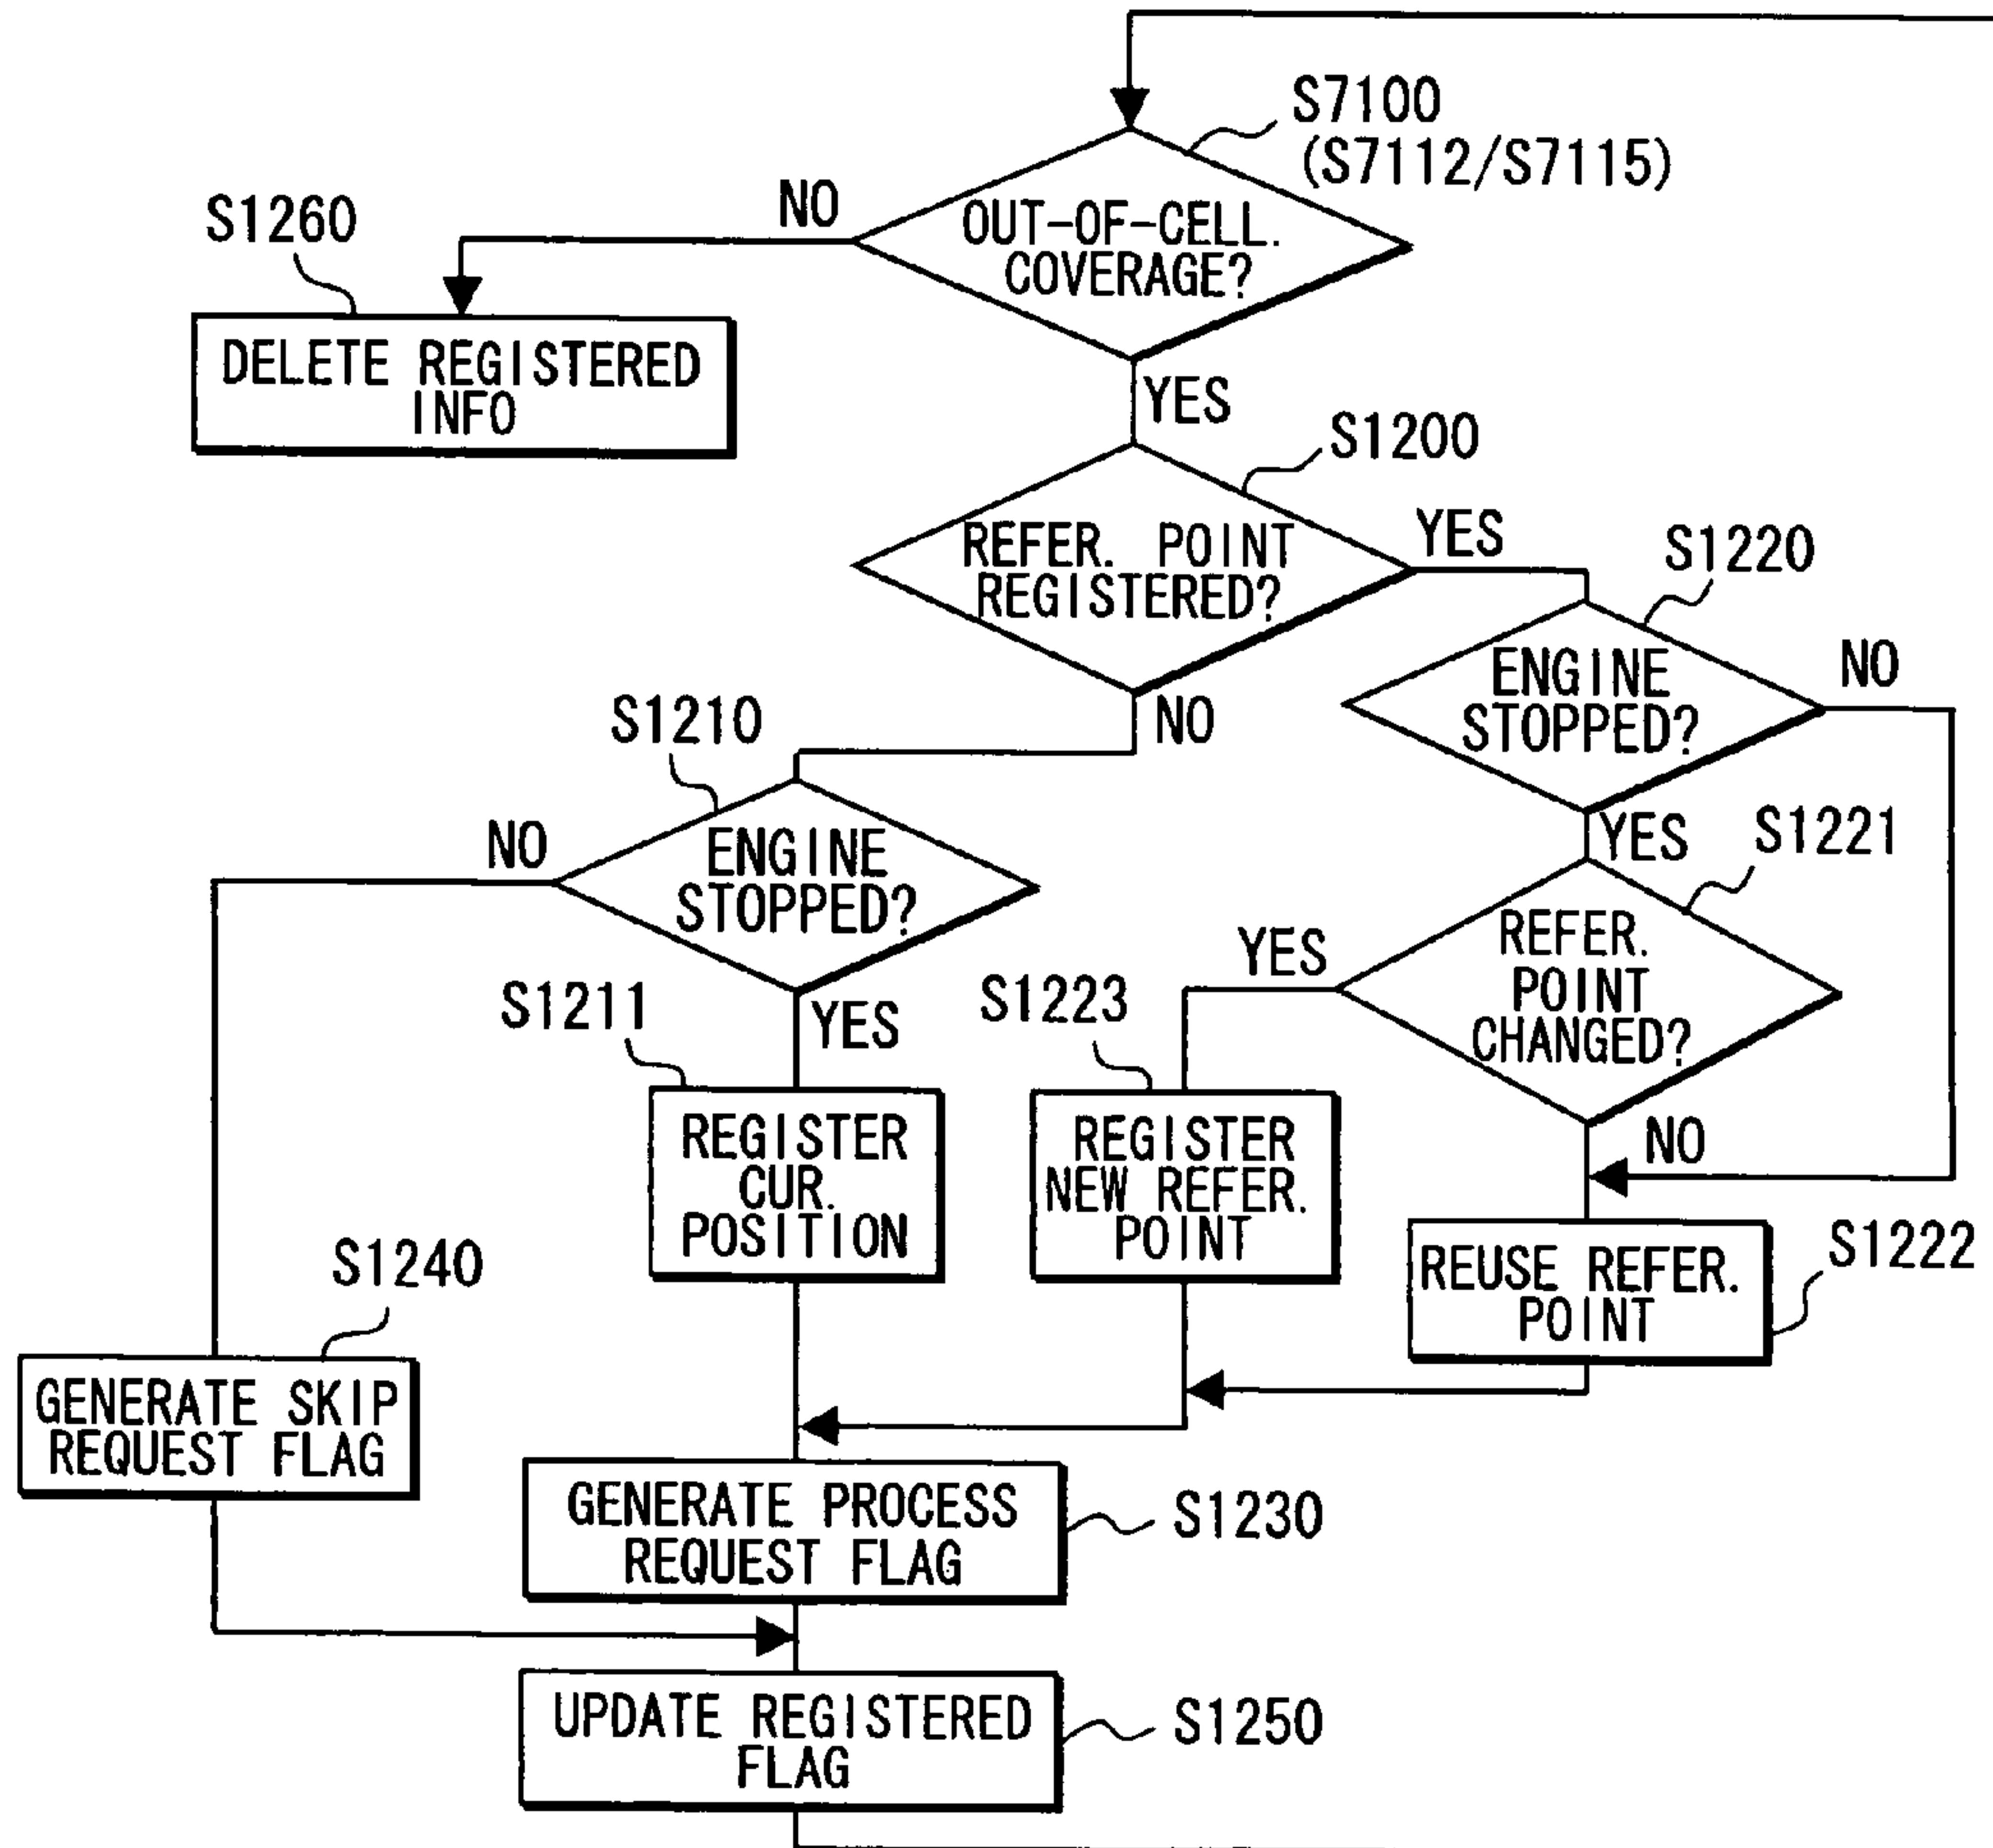 S7100
(S7112/S7115)
OUT-OF-CELL.
COVERAGE?
NO
S1260
DELETE REGISTERED
INFO
YES
S1200
REFER. POINT
REGISTERED?
YES
S1220
ENGINE
STOPPED?
NO
NO
S1210
ENGINE
STOPPED?
NO
YES
S1221
REFER.
POINT
CHANGED?
YES
S1223
S1211
YES
REGISTER
CUR.
POSITION
REGISTER
NEW REFER.
POINT
NO
REUSE REFER.
POINT
S1222
S1240
GENERATE SKIP
REQUEST FLAG
GENERATE PROCESS
REQUEST FLAG
S1230
UPDATE REGISTERED
FLAG
S1250